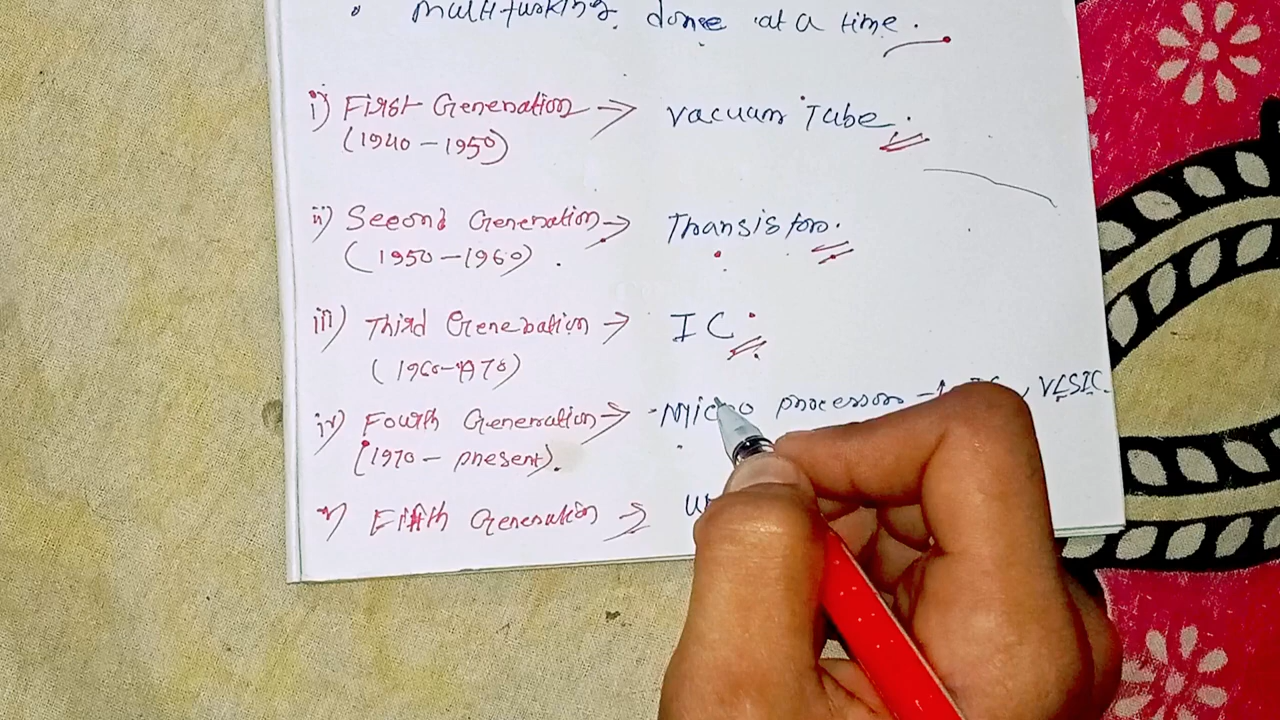 • Multitasking done at a time.
i) First Generation → Vacuam Tube.
(1940 – 1950)
ii) Second Generation → Transistor.
(1950 – 1960).
iii) Third Generation → IC.
(1960 – 1970)
iv) Fourth Generation → Micro processor → , VLSIC.
(1970 – present).
v) Fifth Generation →